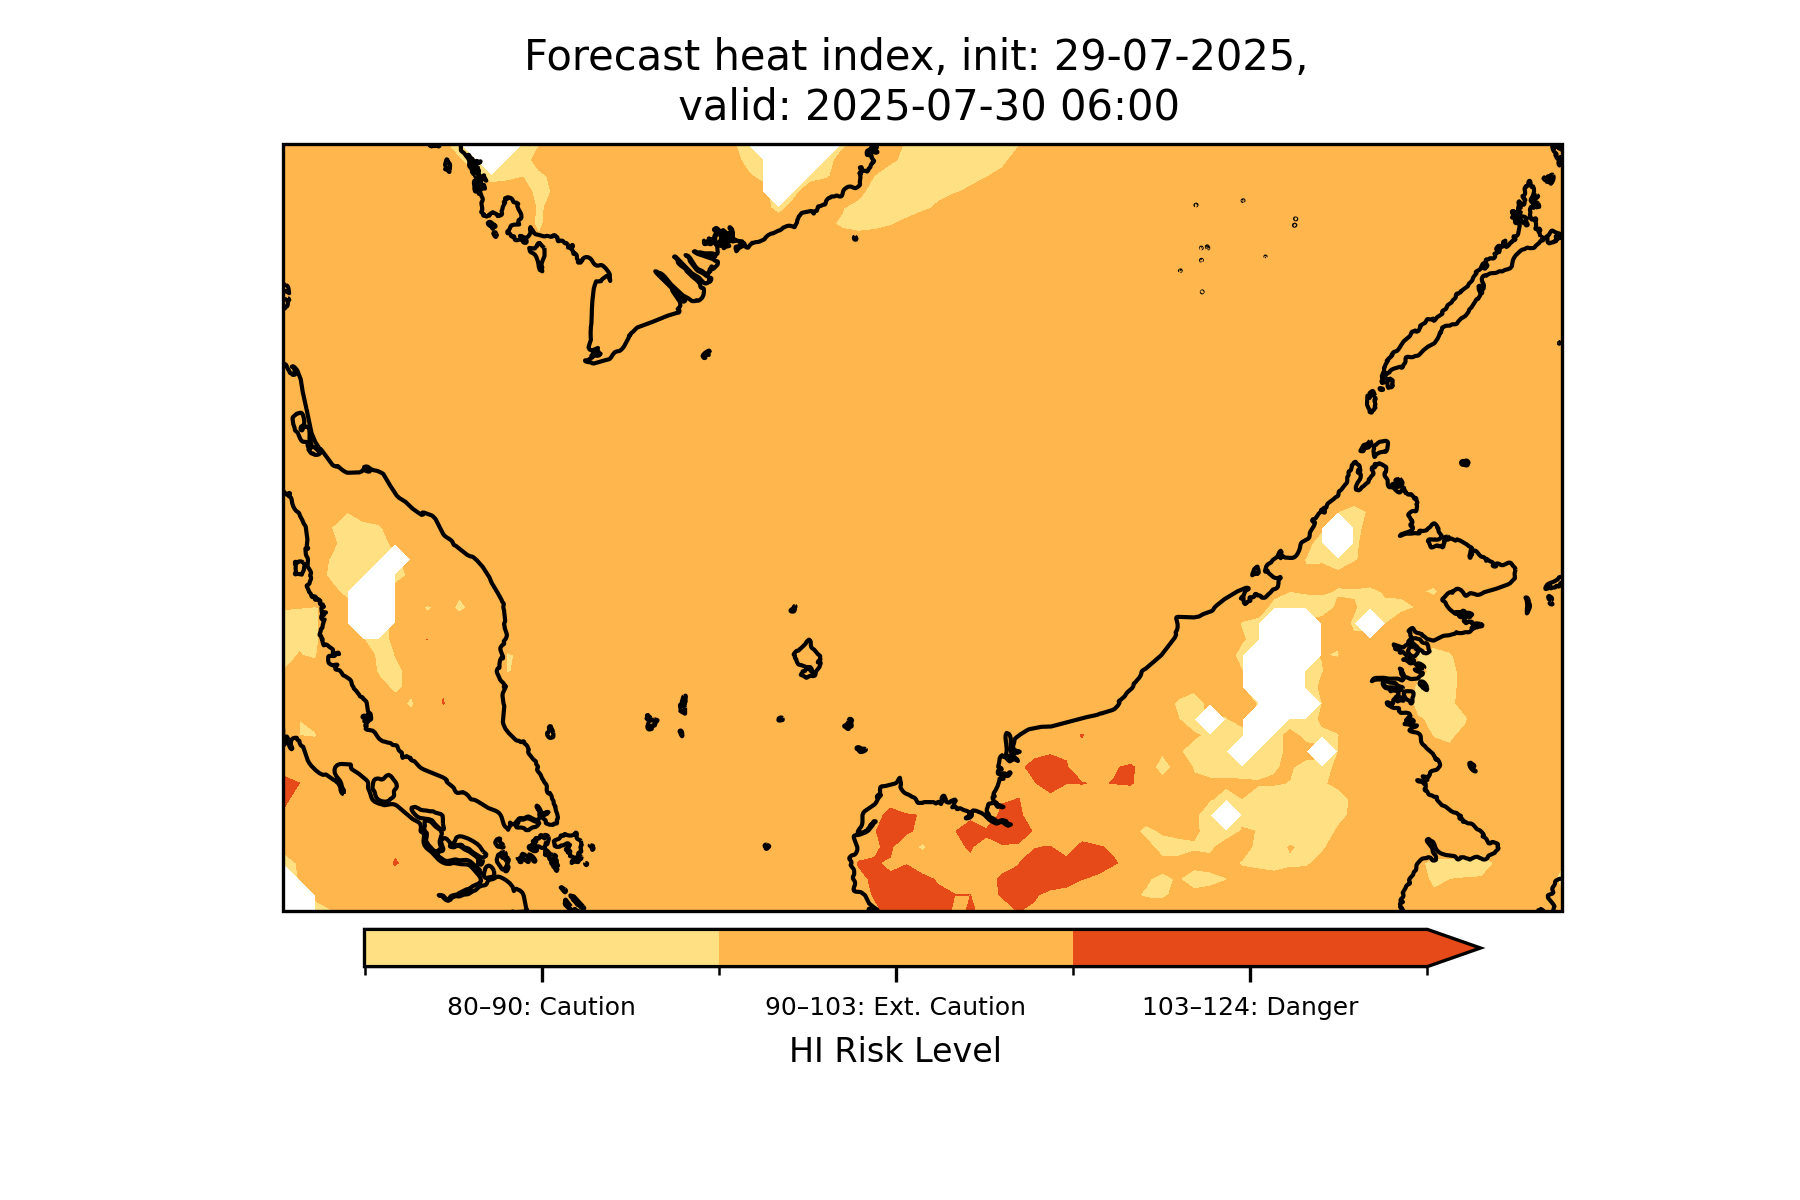 Forecast heat index, init: 29-07-2025,
valid: 2025-07-30 06:00
80–90: Caution
90–103: Ext. Caution
103–124: Danger
HI Risk Level